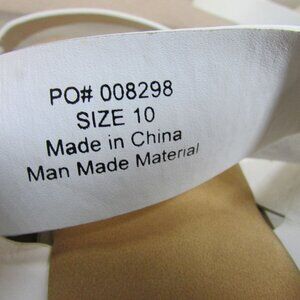 PO# 008298
SIZE 10
Made in China
Man Made Material